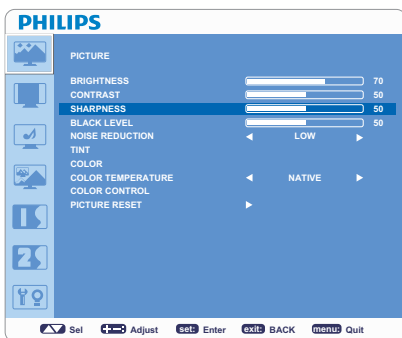 PHILIPS
PICTURE
BRIGHTNESS 70
CONTRAST 50
SHARPNESS 50
BLACK LEVEL 50
NOISE REDUCTION LOW
TINT
COLOR
COLOR TEMPERATURE NATIVE
COLOR CONTROL
PICTURE RESET
Sel Adjust set: Enter exit: BACK menu: Quit